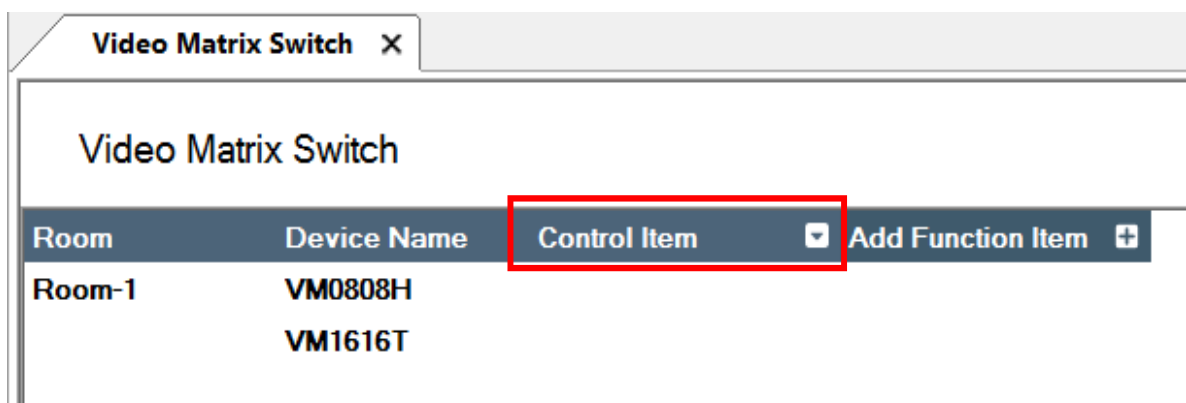 Video Matrix Switch
Video Matrix Switch
Room Device Name Control Item Add Function Item
Room-1 VM0808H
VM1616T